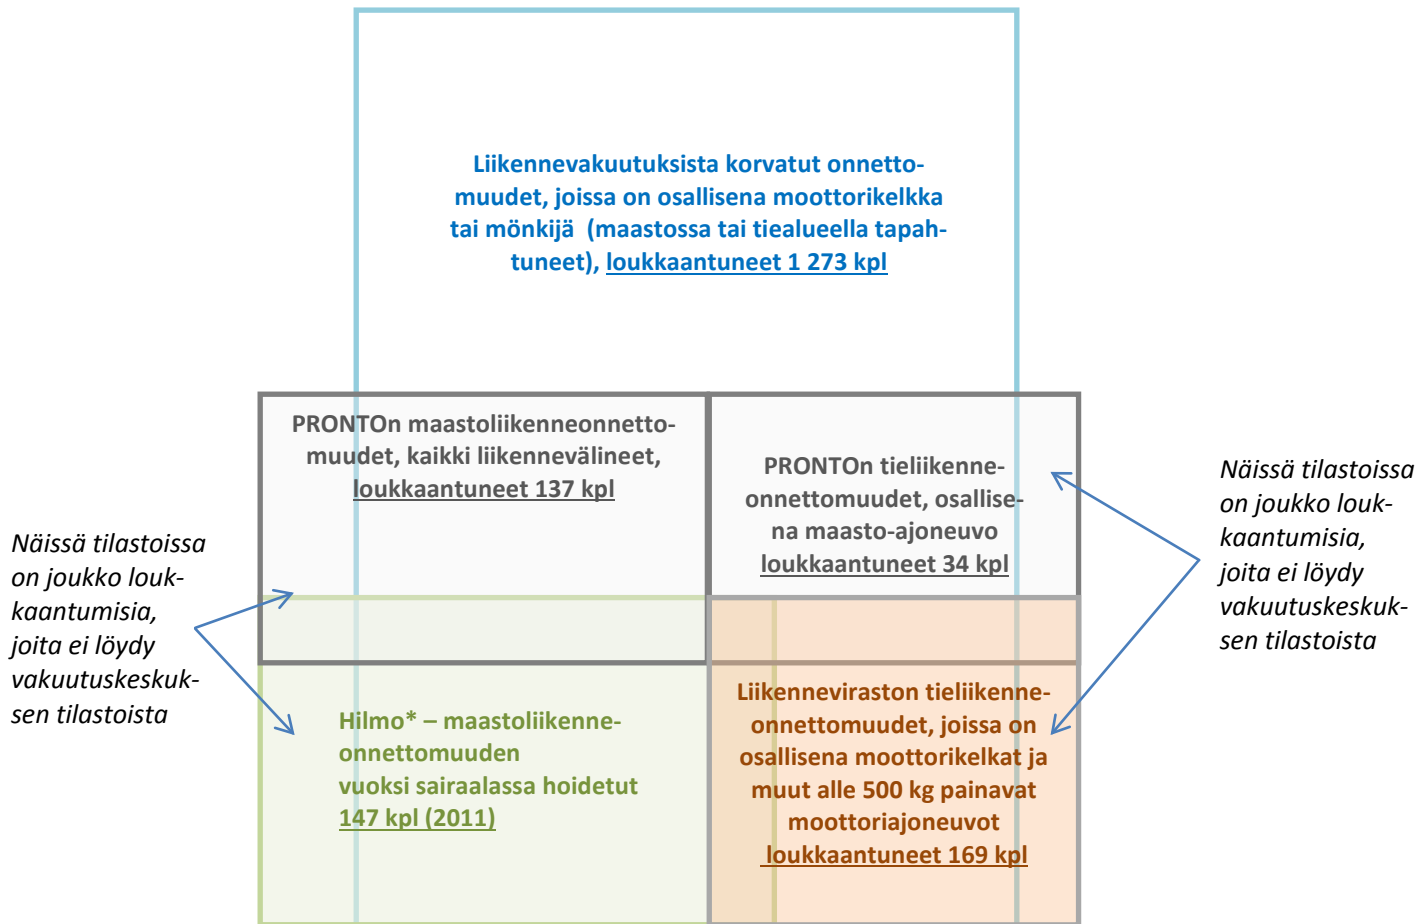 Liikennevakuutuksista korvatut onnetto-
muudet, joissa on osallisena moottorikelkka
tai mönkijä (maastossa tai tiealueella tapah-
tuneet), loukkaantuneet 1 273 kpl
PRONTOn maastoliikenneonnetto-
muudet, kaikki liikennevälineet,
loukkaantuneet 137 kpl
PRONTOn tieliikenne-
onnettomuudet, osallise-
na maasto-ajoneuvo
loukkaantuneet 34 kpl
Näissä tilastoissa
on joukko louk-
kaantumisia,
joita ei löydy
vakuutuskeskuk-
sen tilastoista
Näissä tilastoissa
on joukko louk-
kaantumisia,
joita ei löydy
vakuutuskeskuk-
sen tilastoista
Hilmo* – maastoliikenne-
onnettomuuden
vuoksi sairaalassa hoidetut
147 kpl (2011)
Liikenneviraston tieliikenne-
onnettomuudet, joissa on
osallisena moottorikelkat ja
muut alle 500 kg painavat
moottoriajoneuvot
loukkaantuneet 169 kpl